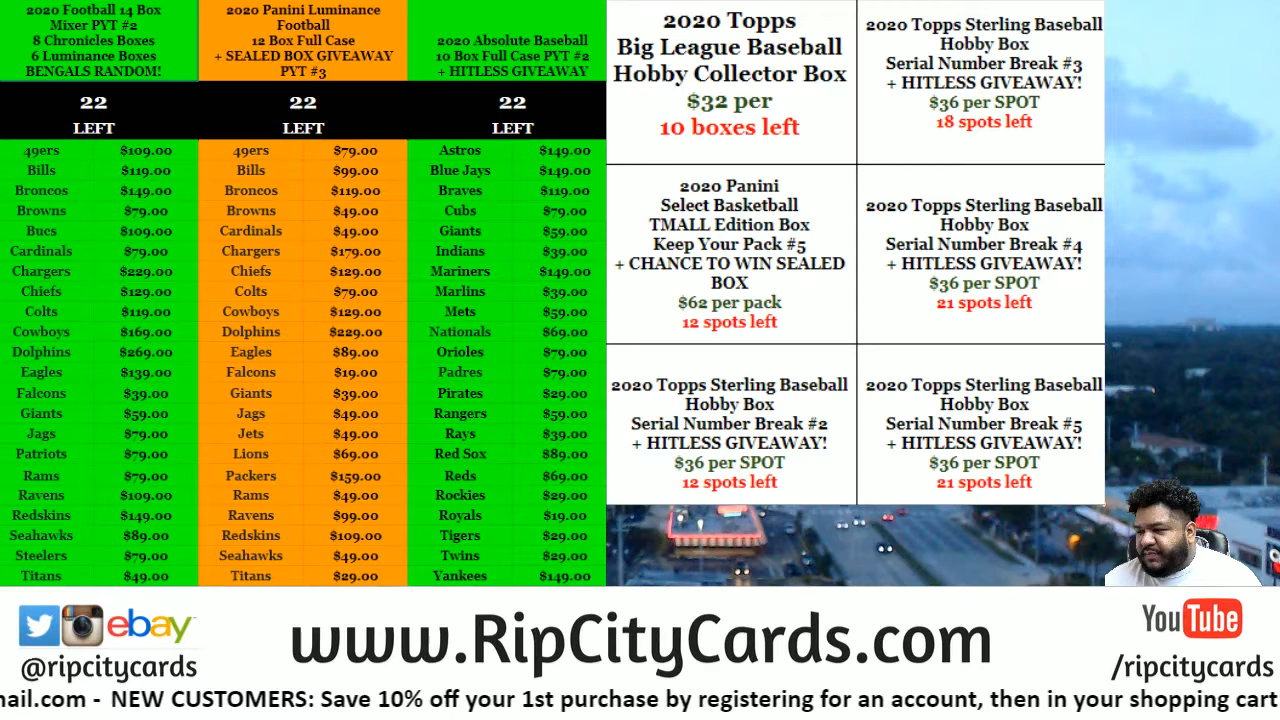 2020 Football 14 Box
Mixer PYT #2
8 Chronicles Boxes
6 Luminance Boxes
BENGALS RANDOM!
22
LEFT
49ers $109.00
Bills $119.00
Broncos $149.00
Browns $79.00
Bucs $109.00
Cardinals $79.00
Chargers $229.00
Chiefs $129.00
Colts $119.00
Cowboys $169.00
Dolphins $269.00
Eagles $139.00
Falcons $39.00
Giants $59.00
Jags $79.00
Patriots $79.00
Rams $79.00
Ravens $109.00
Redskins $149.00
Seahawks $89.00
Steelers $79.00
Titans $49.00
2020 Panini Luminance
Football
12 Box Full Case
+ SEALED BOX GIVEAWAY
PYT #3
22
LEFT
49ers $79.00
Bills $99.00
Broncos $119.00
Browns $49.00
Cardinals $49.00
Chargers $179.00
Chiefs $129.00
Colts $79.00
Cowboys $129.00
Dolphins $229.00
Eagles $89.00
Falcons $19.00
Giants $39.00
Jags $49.00
Jets $49.00
Lions $69.00
Packers $159.00
Rams $49.00
Ravens $99.00
Redskins $109.00
Seahawks $49.00
Titans $29.00
2020 Absolute Baseball
10 Box Full Case PYT #2
+ HITLESS GIVEAWAY
22
LEFT
Astros $149.00
Blue Jays $149.00
Braves $119.00
Cubs $79.00
Giants $59.00
Indians $39.00
Mariners $149.00
Marlins $39.00
Mets $59.00
Nationals $69.00
Orioles $79.00
Padres $79.00
Pirates $29.00
Rangers $59.00
Rays $39.00
Red Sox $89.00
Reds $69.00
Rockies $29.00
Royals $19.00
Tigers $29.00
Twins $29.00
Yankees $149.00
2020 Topps
Big League Baseball
Hobby Collector Box
$32 per
10 boxes left
2020 Topps Sterling Baseball
Hobby Box
Serial Number Break #3
+ HITLESS GIVEAWAY!
$36 per SPOT
18 spots left
2020 Panini
Select Basketball
TMALL Edition Box
Keep Your Pack #5
+ CHANCE TO WIN SEALED
BOX
$62 per pack
12 spots left
2020 Topps Sterling Baseball
Hobby Box
Serial Number Break #4
+ HITLESS GIVEAWAY!
$36 per SPOT
21 spots left
2020 Topps Sterling Baseball
Hobby Box
Serial Number Break #2
+ HITLESS GIVEAWAY!
$36 per SPOT
12 spots left
2020 Topps Sterling Baseball
Hobby Box
Serial Number Break #5
+ HITLESS GIVEAWAY!
$36 per SPOT
21 spots left
ebay
@ripcitycards
www.RipCityCards.com
YouTube
/ripcitycards
mail.com - NEW CUSTOMERS: Save 10% off your 1st purchase by registering for an account, then in your shopping cart